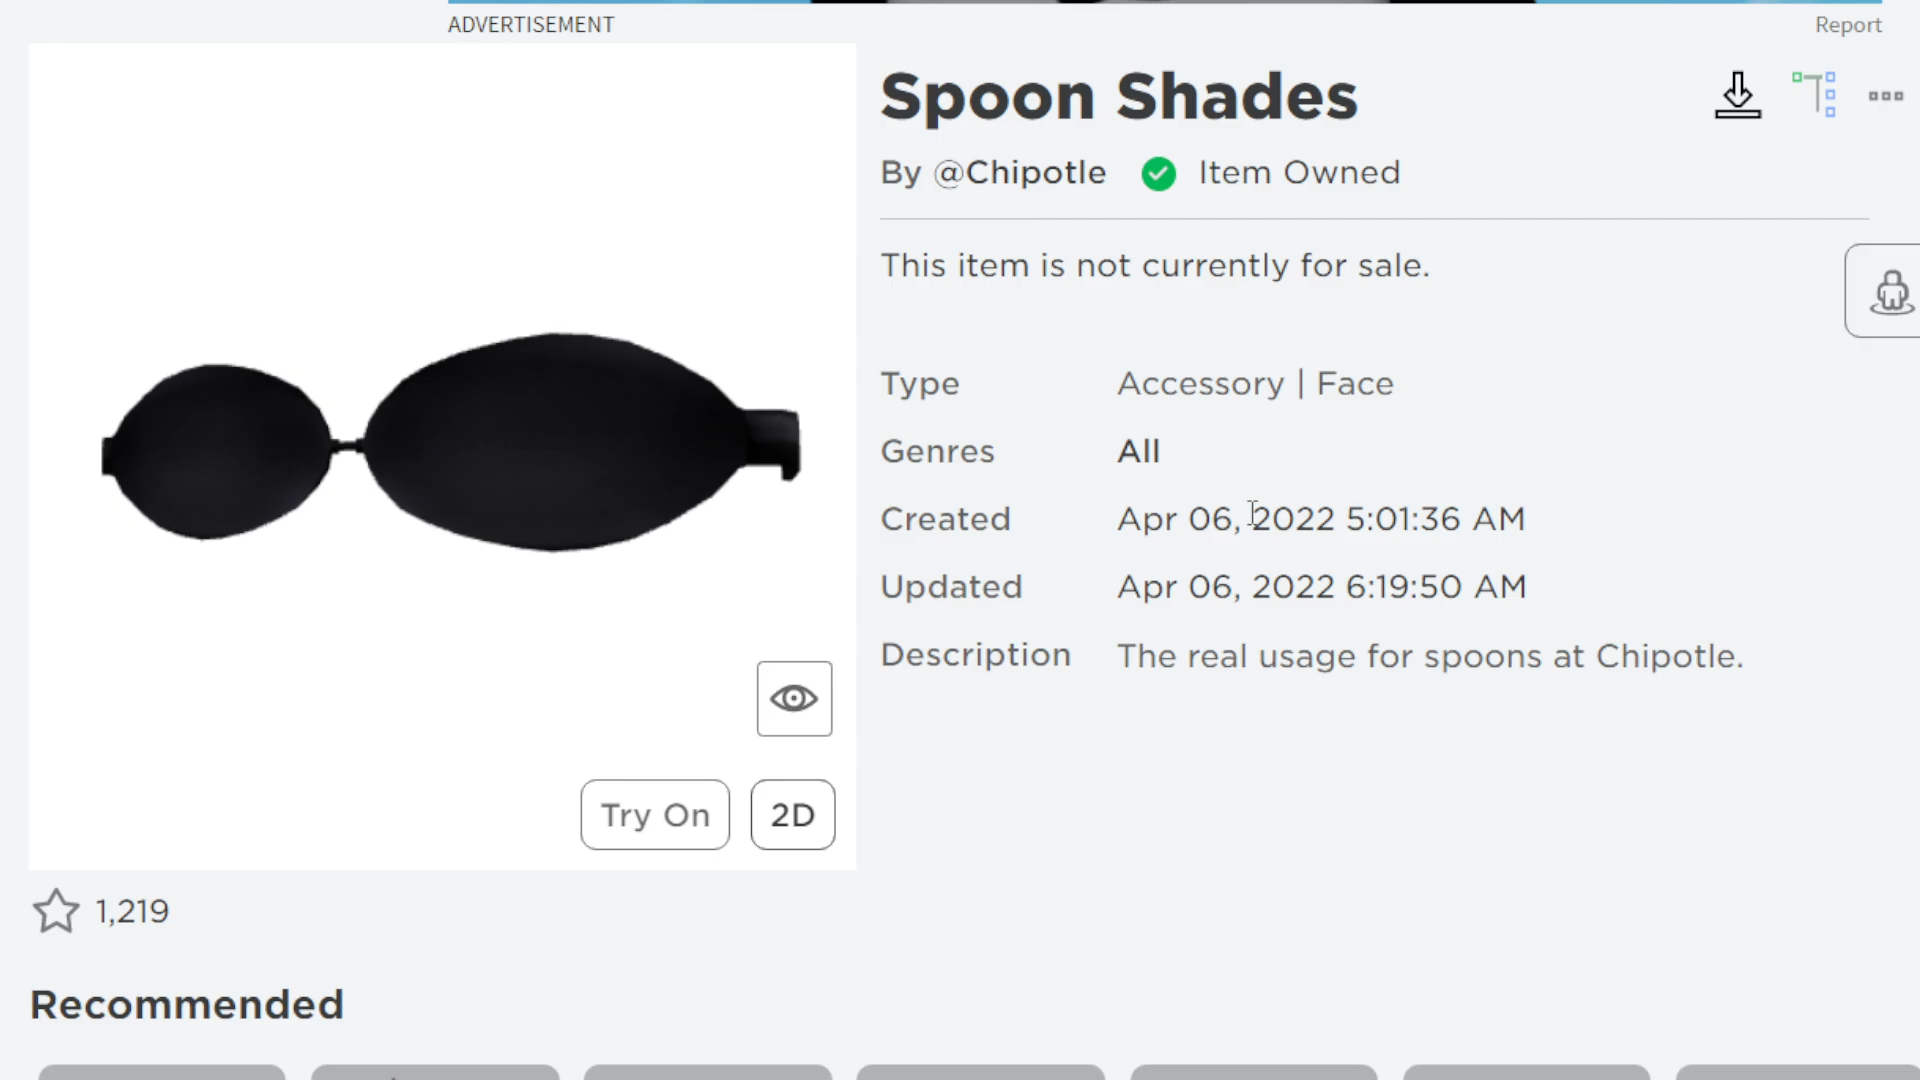 ADVERTISEMENT
Report
Spoon Shades
By @Chipotle Item Owned
This item is not currently for sale.
Type Accessory | Face
Genres All
Created Apr 06, 2022 5:01:36 AM
Updated Apr 06, 2022 6:19:50 AM
Description The real usage for spoons at Chipotle.
Try On
2D
1,219
Recommended